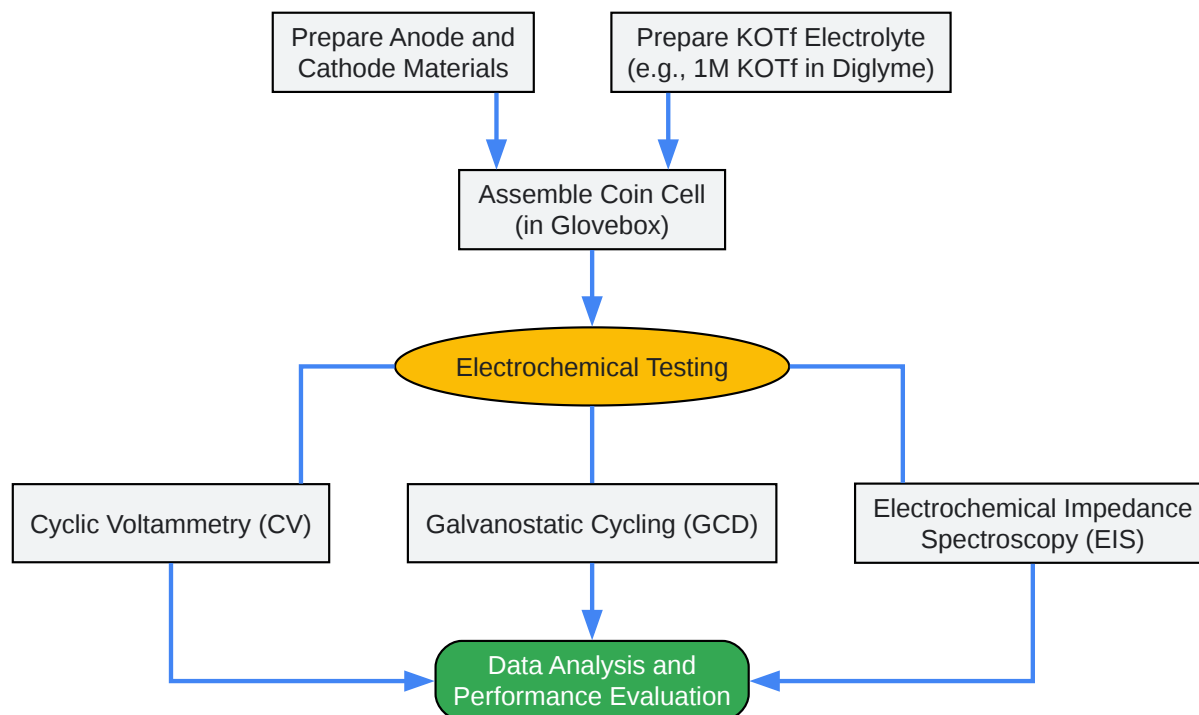 Prepare Anode and
Cathode Materials
Prepare KOTf Electrolyte
(e.g., 1M KOTf in Diglyme)
Assemble Coin Cell
(in Glovebox)
Electrochemical Testing
Cyclic Voltammetry (CV)
Galvanostatic Cycling (GCD)
Electrochemical Impedance
Spectroscopy (EIS)
Data Analysis and
Performance Evaluation